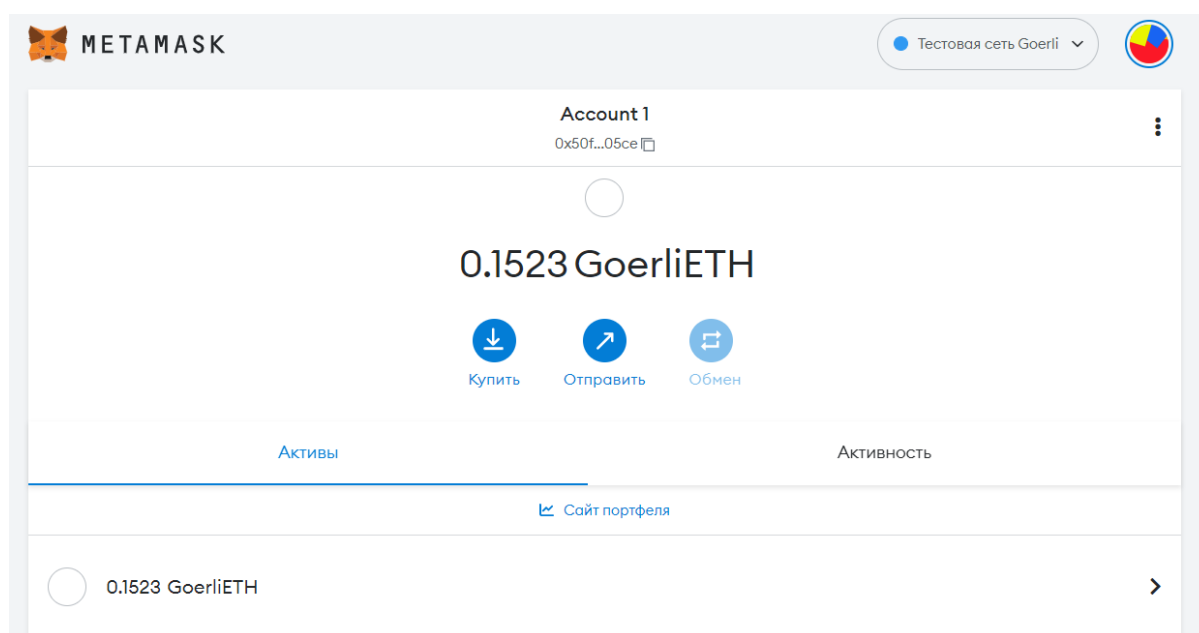 METAMASK
Тестовая сеть Goerli
Account 1
0x50f...05ce
0.1523 GoerliETH
Купить Отправить Обмен
Активы Активность
Сайт портфеля
0.1523 GoerliETH